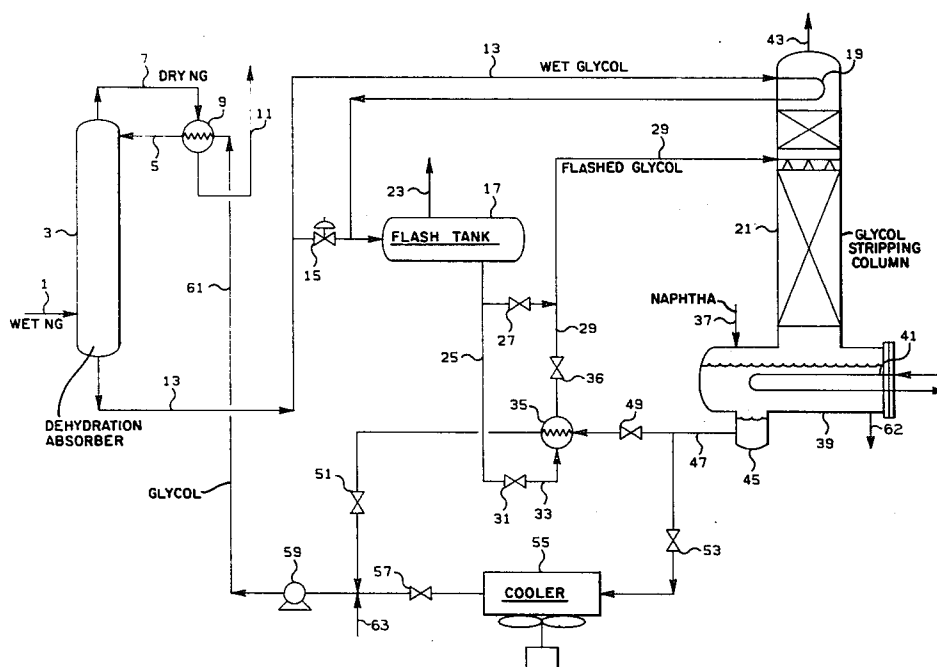 43
7
13
19
DRY NG
WET GLYCOL
9
11
5
29
FLASHED GLYCOL
23
17
3
FLASH TANK
21
GLYCOL
STRIPPING
COLUMN
15
61
NAPHTHA
37
1
WET NG
27
29
41
25
36
13
35
49
DEHYDRATION
ABSORBER
47
45
39
62
51
GLYCOL
31
33
53
55
59
57
COOLER
63